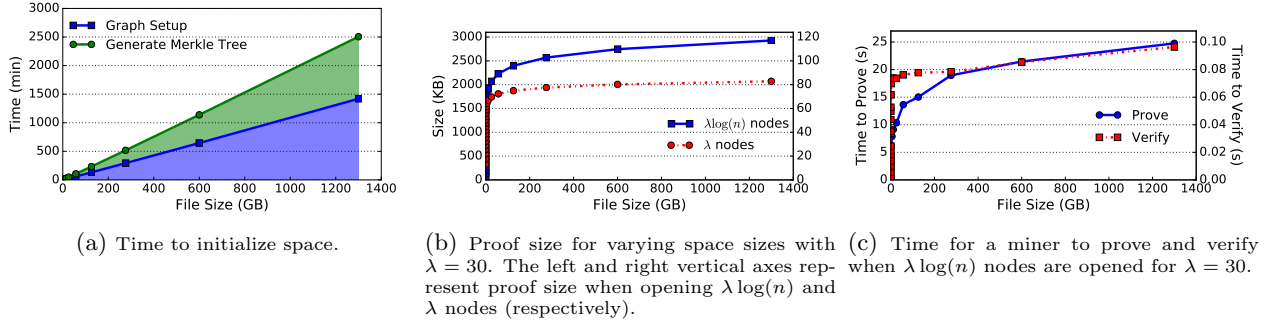 3000
2500
2000
1500
1000
500
0
Time (min)
Graph Setup
Generate Merkle Tree
0 200 400 600 800 1000 1200 1400
File Size (GB)
(a) Time to initialize space.
3000
2500
2000
1500
1000
500
0
Size (KB)
120
100
80
60
40
20
0
λlog(n) nodes
λ nodes
0 200 400 600 800 1000 1200 1400
File Size (GB)
(b) Proof size for varying space sizes with
λ = 30. The left and right vertical axes rep-
resent proof size when opening λ log(n) and
λ nodes (respectively).
25
20
15
10
5
0
Time to Prove (s)
0.10
0.08
0.06
0.04
0.02
0.00
Time to Verify (s)
Prove
Verify
0 200 400 600 800 1000 1200 1400
File Size (GB)
(c) Time for a miner to prove and verify
when λ log(n) nodes are opened for λ = 30.